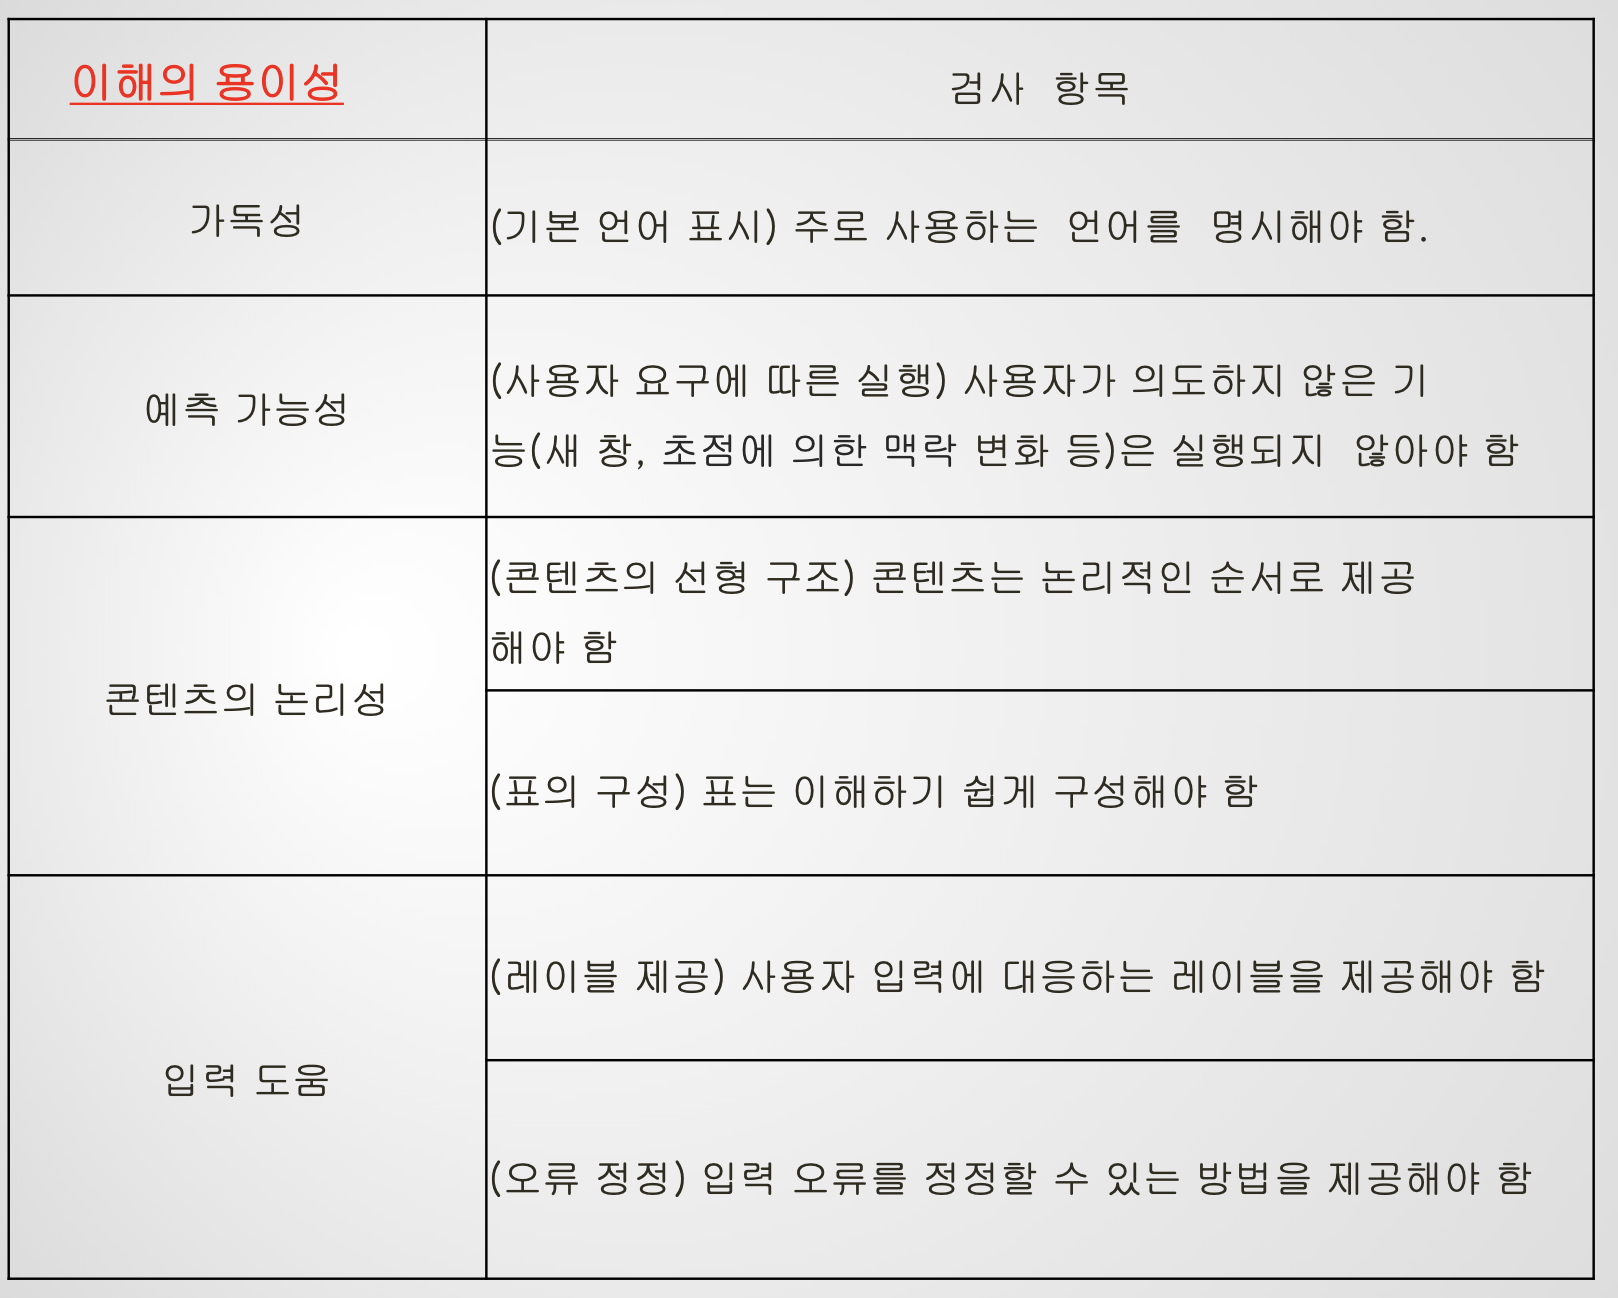 이해의 용이성
검사 항목
가독성
(기본 언어 표시) 주로 사용하는 언어를 명시해야 함.
예측 가능성
(사용자 요구에 따른 실행) 사용자가 의도하지 않은 기
능(새 창, 초점에 의한 맥락 변화 등)은 실행되지 않아야 함
콘텐츠의 논리성
(콘텐츠의 선형 구조) 콘텐츠는 논리적인 순서로 제공
해야 함
(표의 구성) 표는 이해하기 쉽게 구성해야 함
입력 도움
(레이블 제공) 사용자 입력에 대응하는 레이블을 제공해야 함
(오류 정정) 입력 오류를 정정할 수 있는 방법을 제공해야 함